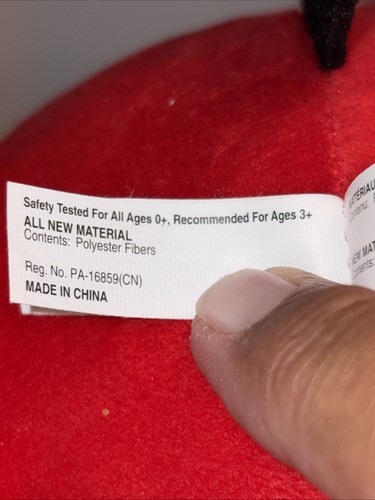 Safety Tested For All Ages 0+, Recommended For Ages 3+
ALL NEW MATERIAL
Contents: Polyester Fibers
Reg. No. PA-16859(CN)
MADE IN CHINA